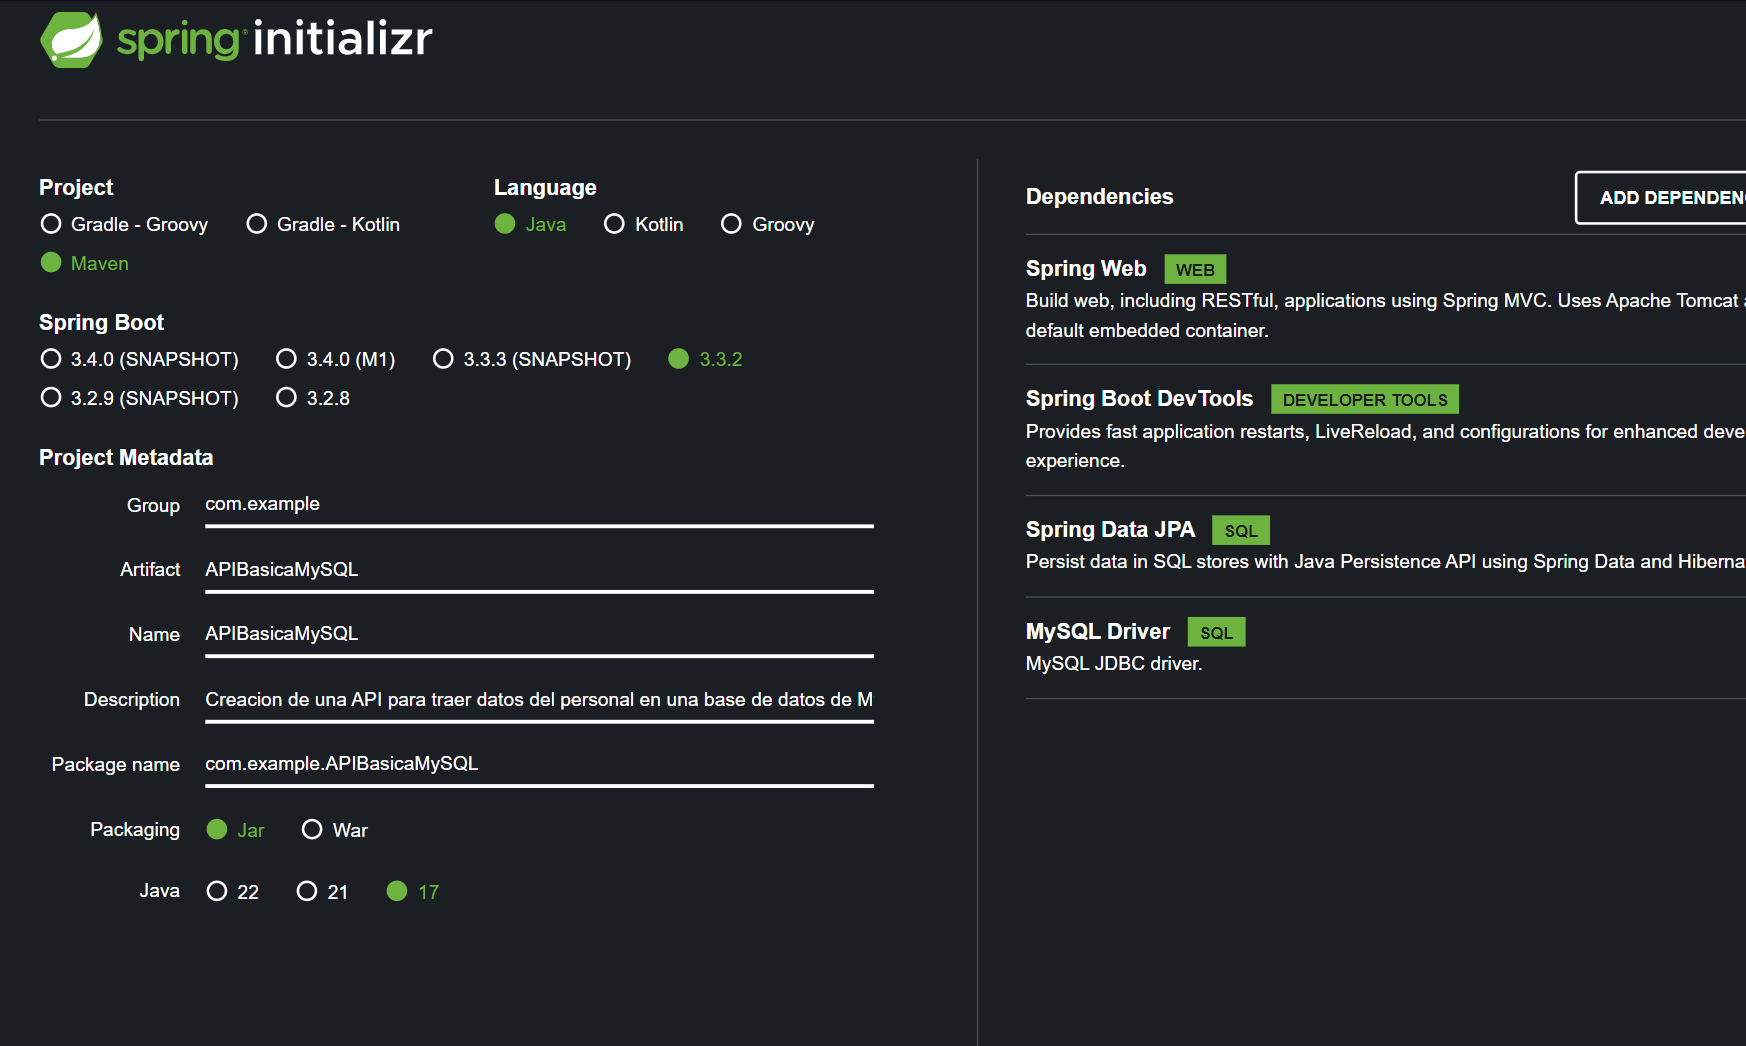 spring initializr
Project
Gradle - Groovy Gradle - Kotlin
Maven
Language
Java Kotlin Groovy
Spring Boot
3.4.0 (SNAPSHOT) 3.4.0 (M1) 3.3.3 (SNAPSHOT) 3.3.2
3.2.9 (SNAPSHOT) 3.2.8
Project Metadata
Group com.example
Artifact APIBasicaMySQL
Name APIBasicaMySQL
Description Creacion de una API para traer datos del personal en una base de datos de M
Package name com.example.APIBasicaMySQL
Packaging Jar War
Java 22 21 17
Dependencies ADD DEPENDEN
Spring Web WEB
Build web, including RESTful, applications using Spring MVC. Uses Apache Tomcat a
default embedded container.
Spring Boot DevTools DEVELOPER TOOLS
Provides fast application restarts, LiveReload, and configurations for enhanced deve
experience.
Spring Data JPA SQL
Persist data in SQL stores with Java Persistence API using Spring Data and Hiberna
MySQL Driver SQL
MySQL JDBC driver.